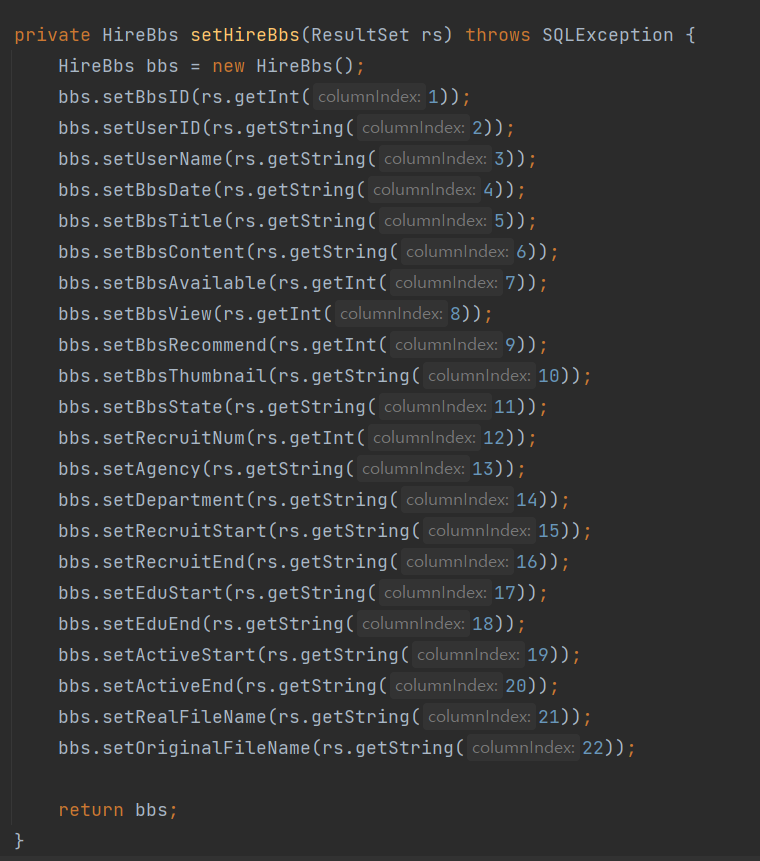 private HireBbs setHireBbs(ResultSet rs) throws SQLException {
    HireBbs bbs = new HireBbs();
    bbs.setBbsID(rs.getInt( columnIndex: 1));
    bbs.setUserID(rs.getString( columnIndex: 2));
    bbs.setUserName(rs.getString( columnIndex: 3));
    bbs.setBbsDate(rs.getString( columnIndex: 4));
    bbs.setBbsTitle(rs.getString( columnIndex: 5));
    bbs.setBbsContent(rs.getString( columnIndex: 6));
    bbs.setBbsAvailable(rs.getInt( columnIndex: 7));
    bbs.setBbsView(rs.getInt( columnIndex: 8));
    bbs.setBbsRecommend(rs.getInt( columnIndex: 9));
    bbs.setBbsThumbnail(rs.getString( columnIndex: 10));
    bbs.setBbsState(rs.getString( columnIndex: 11));
    bbs.setRecruitNum(rs.getInt( columnIndex: 12));
    bbs.setAgency(rs.getString( columnIndex: 13));
    bbs.setDepartment(rs.getString( columnIndex: 14));
    bbs.setRecruitStart(rs.getString( columnIndex: 15));
    bbs.setRecruitEnd(rs.getString( columnIndex: 16));
    bbs.setEduStart(rs.getString( columnIndex: 17));
    bbs.setEduEnd(rs.getString( columnIndex: 18));
    bbs.setActiveStart(rs.getString( columnIndex: 19));
    bbs.setActiveEnd(rs.getString( columnIndex: 20));
    bbs.setRealFileName(rs.getString( columnIndex: 21));
    bbs.setOriginalFileName(rs.getString( columnIndex: 22));

    return bbs;
}